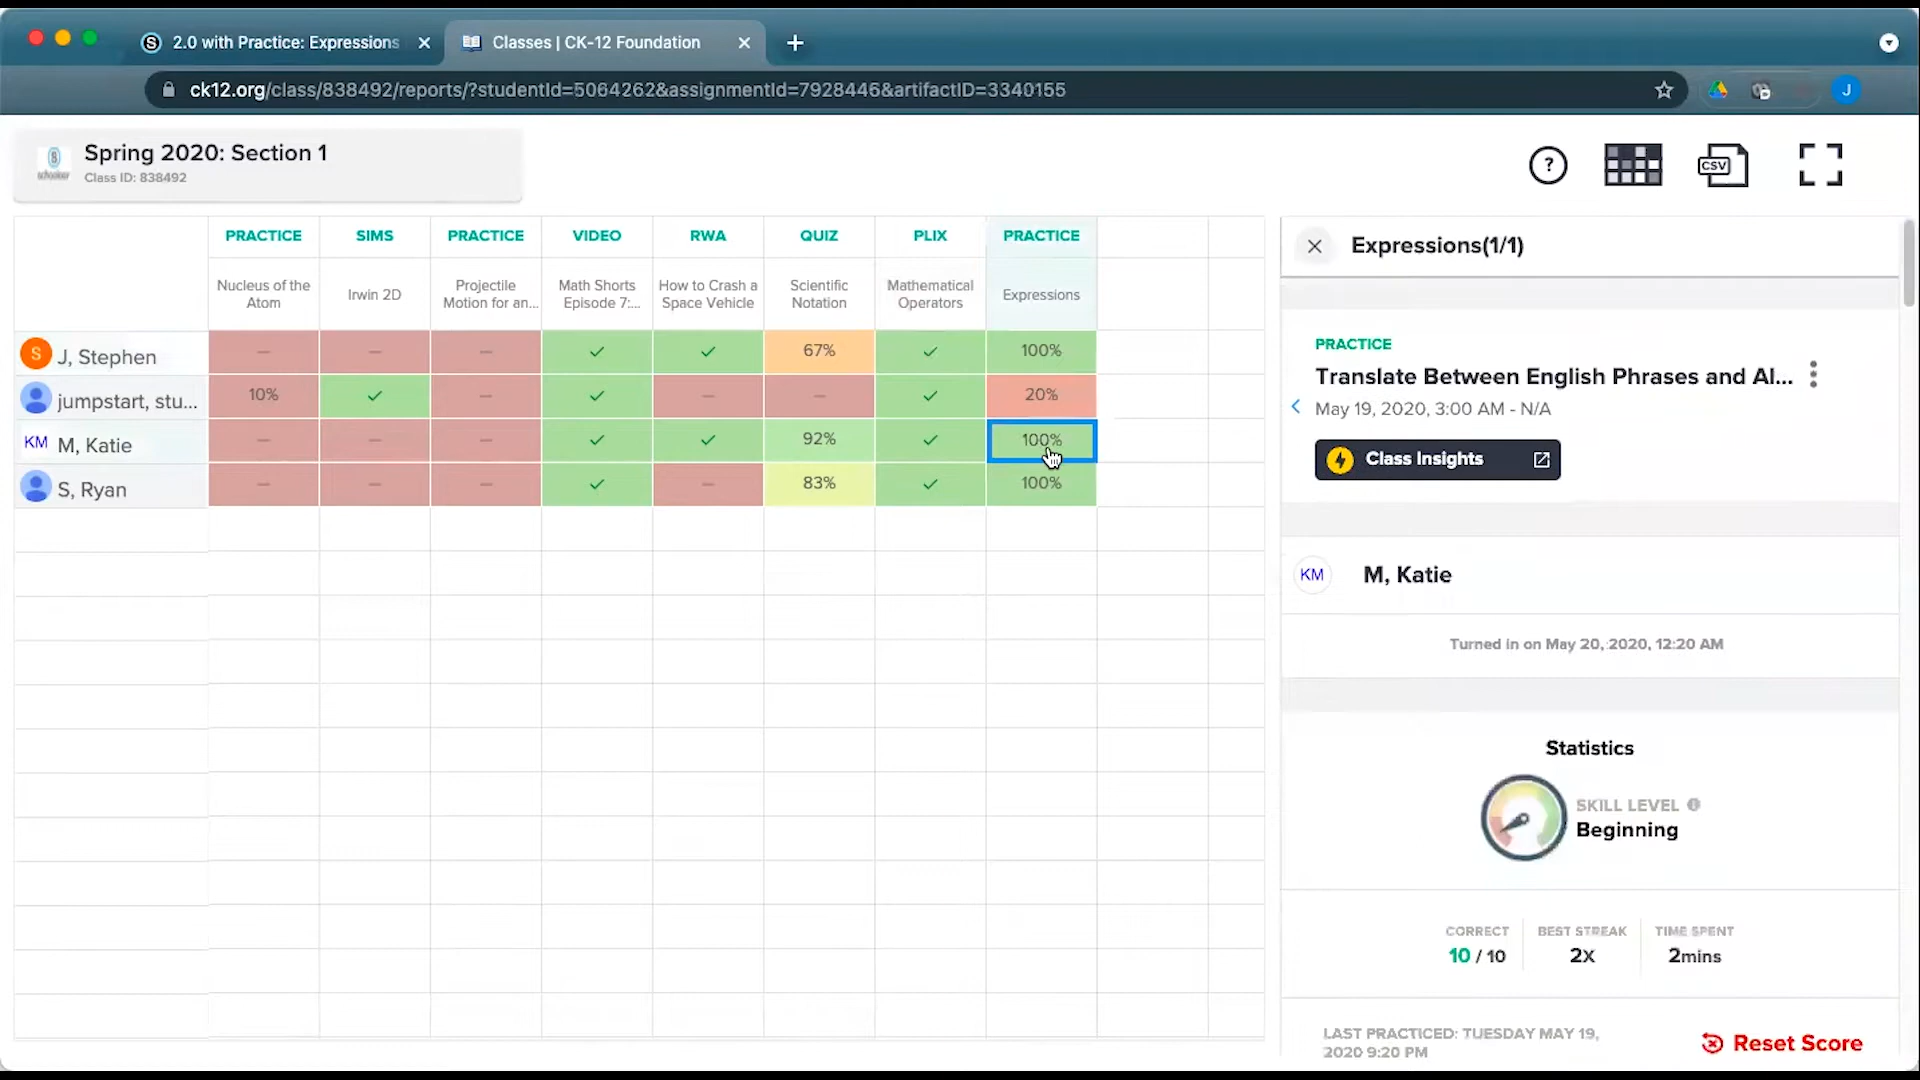 2.0 with Practice: Expressions
Classes | CK-12 Foundation
ck12.org/class/838492/reports/?studentId=5064262&assignmentId=7928446&artifactID=3340155
J
Spring 2020: Section 1
Class ID: 838492
schoology
?
CSV
PRACTICE SIMS PRACTICE VIDEO RWA QUIZ PLIX PRACTICE
Nucleus of the Atom
Irwin 2D
Projectile Motion for an...
Math Shorts Episode 7:...
How to Crash a Space Vehicle
Scientific Notation
Mathematical Operators
Expressions
S J, Stephen — — — ✓ ✓ 67% ✓ 100%
jumpstart, stu... 10% ✓ — ✓ — — ✓ 20%
KM M, Katie — — — ✓ ✓ 92% ✓ 100%
S, Ryan — — — ✓ — 83% ✓ 100%
Expressions(1/1)
PRACTICE
Translate Between English Phrases and Al...
May 19, 2020, 3:00 AM - N/A
Class Insights
KM M, Katie
Turned in on May 20, 2020, 12:20 AM
Statistics
SKILL LEVEL
Beginning
CORRECT BEST STREAK TIME SPENT
10 / 10 2X 2mins
LAST PRACTICED: TUESDAY MAY 19,
2020 9:20 PM
Reset Score